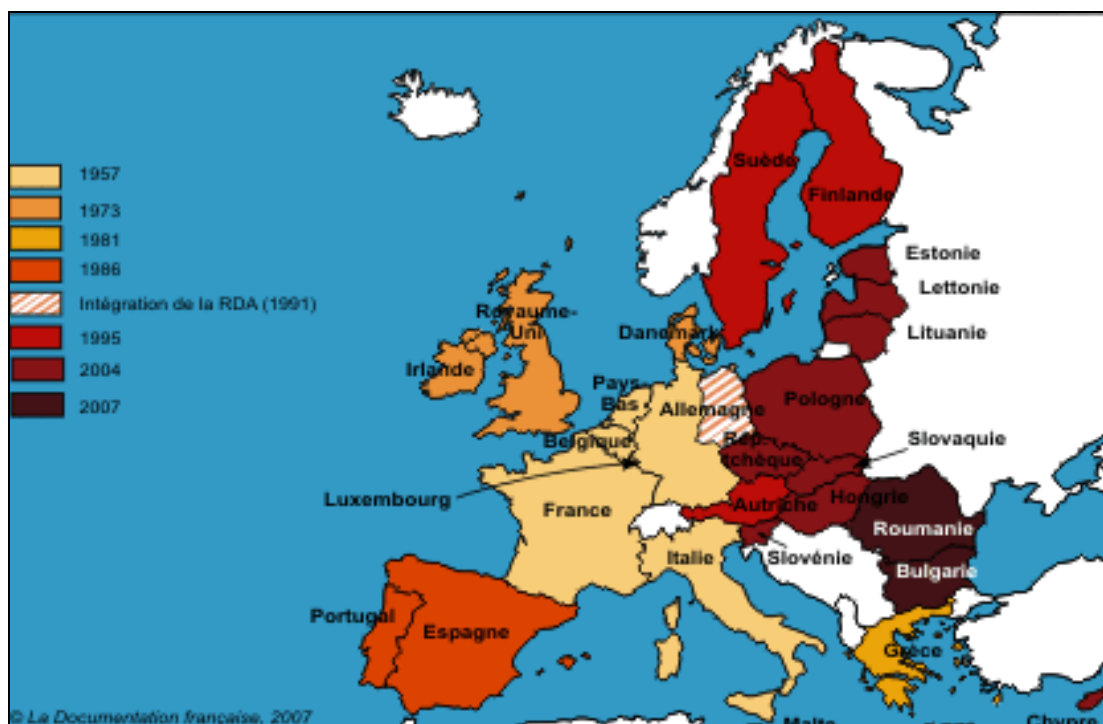 1957
1973
1981
1986
Intégration de la RDA (1991)
1995
2004
2007
Suède
Finlande
Estonie
Lettonie
Lituanie
Royaume-
Uni
Danemark
Irlande
Pays
Bas
Allemagne
Pologne
Belgique
Rép.
tchèque
Slovaquie
Luxembourg
France
Autriche
Hongrie
Roumanie
Italie
Slovénie
Bulgarie
Portugal
Espagne
Grèce
© La Documentation française, 2007
Malte
Chypre